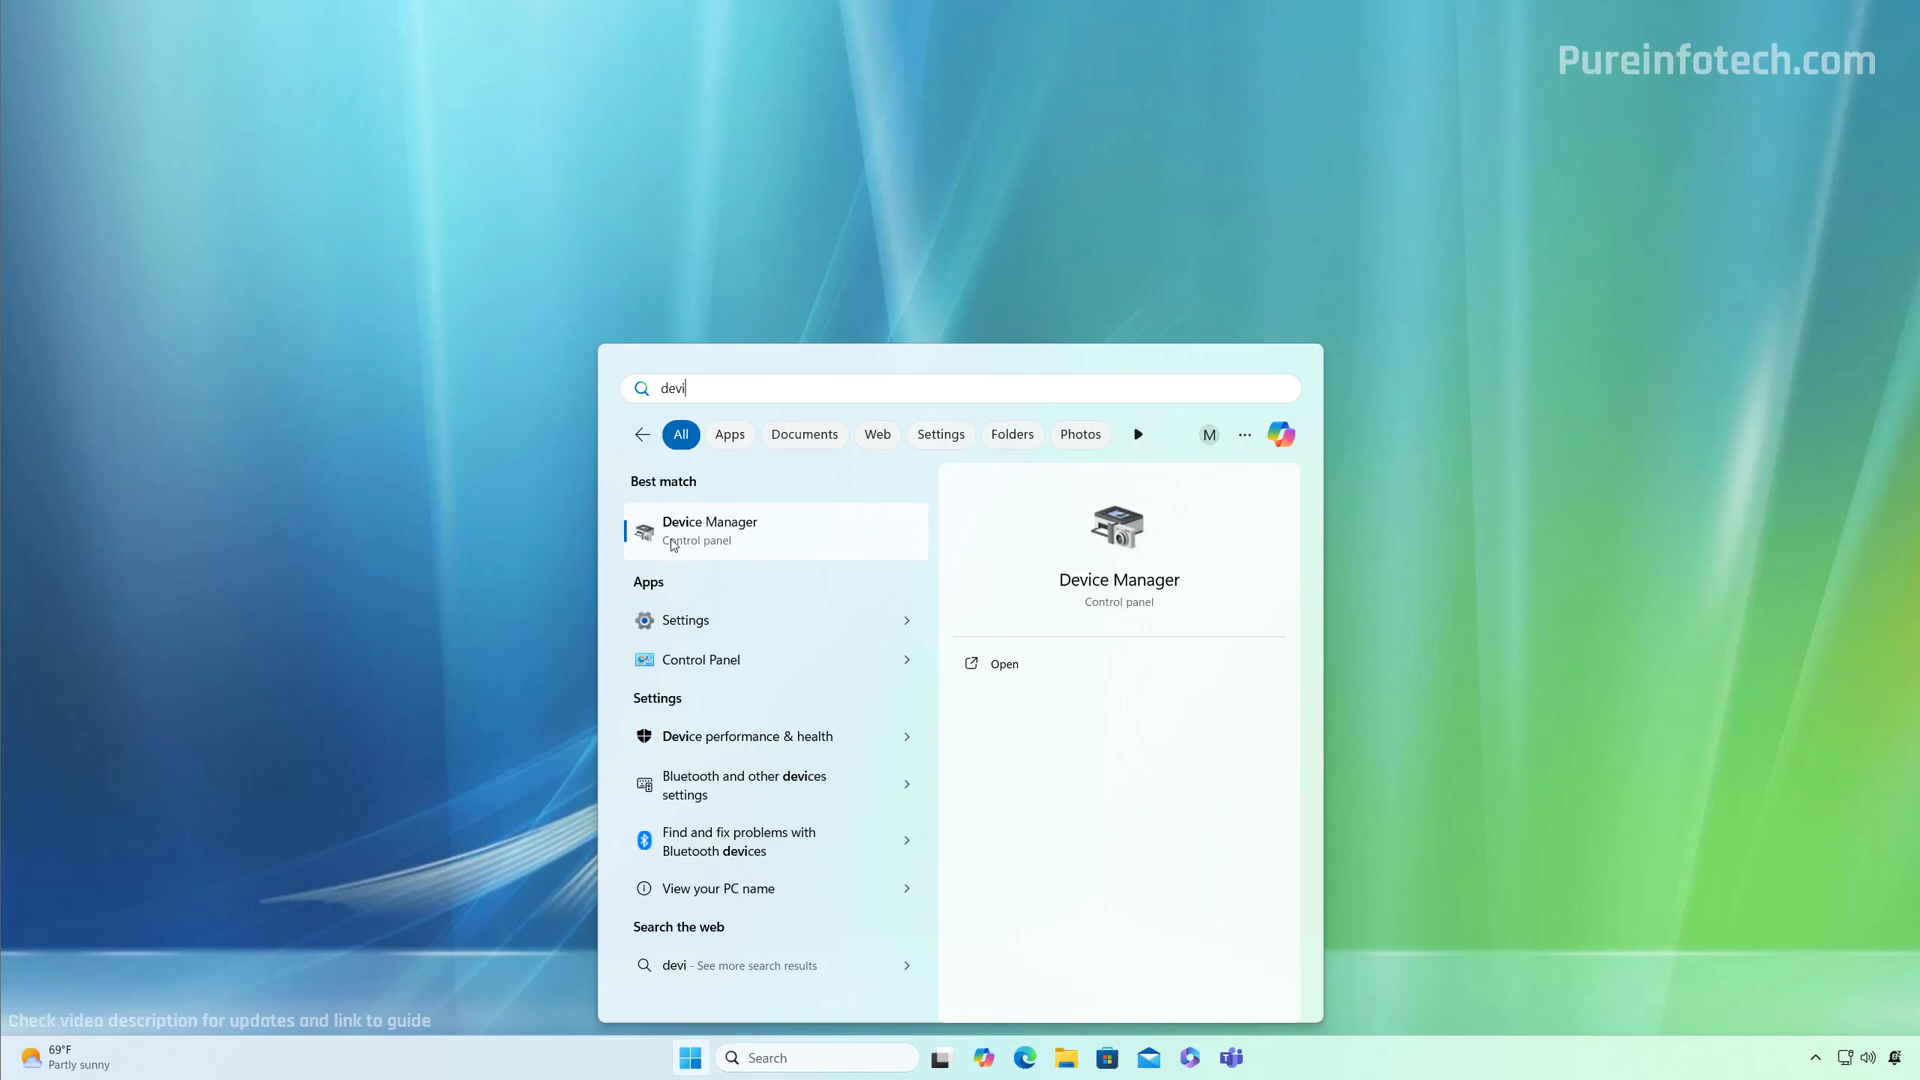 Pureinfotech.com
devi
All Apps Documents Web Settings Folders Photos M
Best match
Device Manager
Control panel
Apps
Settings
Control Panel
Settings
Device performance & health
Bluetooth and other devices
settings
Find and fix problems with
Bluetooth devices
View your PC name
Search the web
devi - See more search results
Device Manager
Control panel
Open
Check video description for updates and link to guide
69°F
Partly sunny
Search